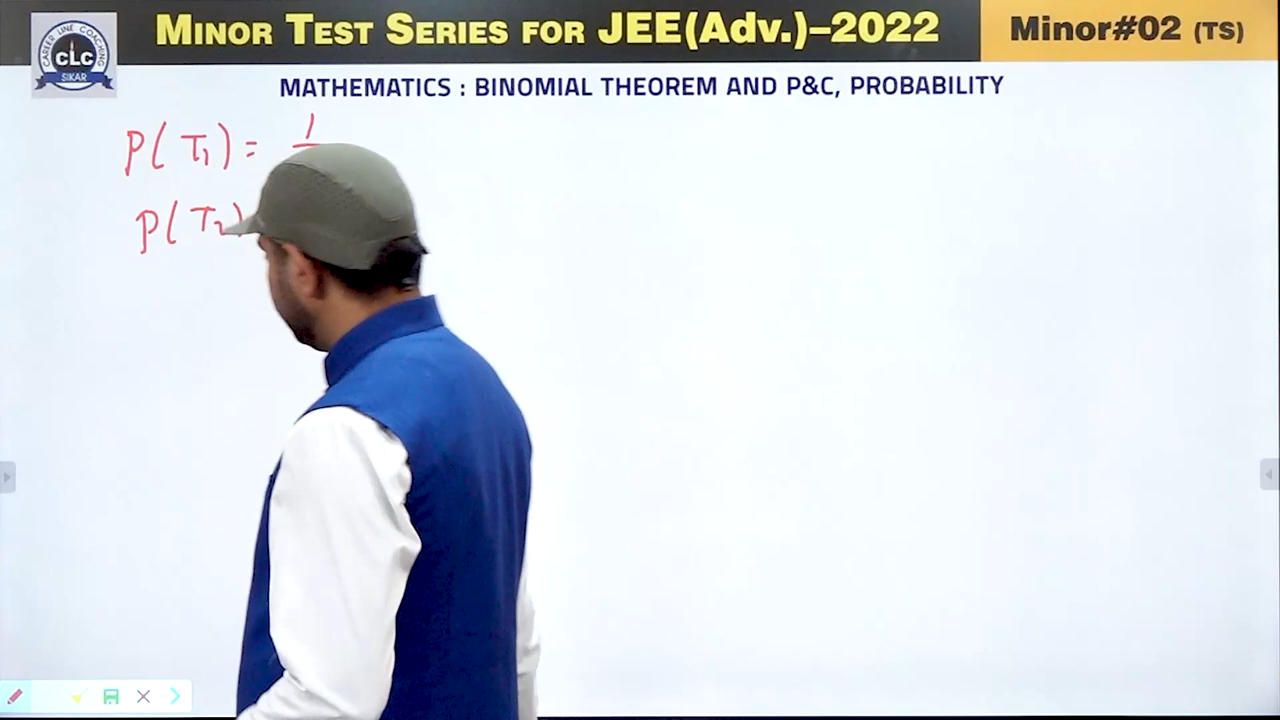 MINOR TEST SERIES FOR JEE(Adv.)–2022
Minor#02 (TS)
CAREER LINE COACHING
CLC
SIKAR
MATHEMATICS : BINOMIAL THEOREM AND P&C, PROBABILITY
P(T₁) = 1
P(T₂)